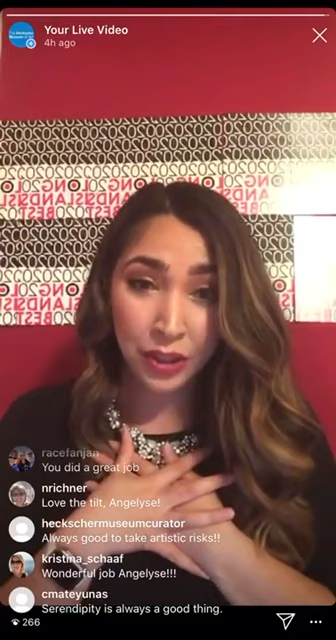 Your Live Video
4h ago
racefanjan
You did a great job
nrichner
Love the tilt, Angelyse!
heckschermuseumcurator
Always good to take artistic risks!!
kristina_schaaf
Wonderful job Angelyse!!!
cmateyunas
Serendipity is always a good thing.
266